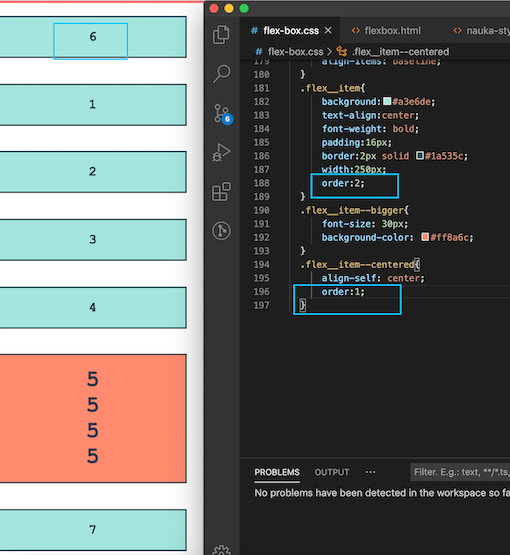 6
1
2
3
4
5
5
5
5
7
flex-box.css
flexbox.html
nauka-sty
flex-box.css > .flex__item--centered
179 align-items: baseline;
180 }
181 .flex__item{
182 background:#a3e6de;
183 text-align:center;
184 font-weight: bold;
185 padding:16px;
186 border:2px solid #1a535c;
187 width:250px;
188 order:2;
189 }
190 .flex__item--bigger{
191 font-size: 30px;
192 background-color: #ff8a6c;
193 }
194 .flex__item--centered{
195 align-self: center;
196 order:1;
197 }
6
PROBLEMS OUTPUT ... Filter. E.g.: text, **/*.ts,
No problems have been detected in the workspace so fa